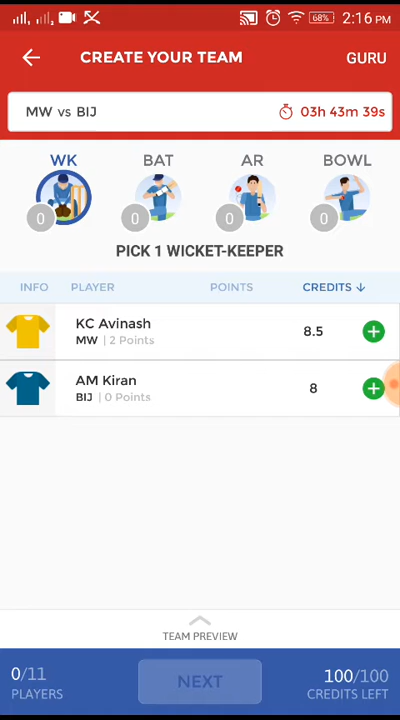 68% 2:16 PM
CREATE YOUR TEAM GURU
MW vs BIJ 03h 43m 39s
WK BAT AR BOWL
0 0 0 0
PICK 1 WICKET-KEEPER
INFO PLAYER POINTS CREDITS ↓
KC Avinash
MW | 2 Points
8.5
AM Kiran
BIJ | 0 Points
8
TEAM PREVIEW
0/11
PLAYERS
NEXT
100/100
CREDITS LEFT